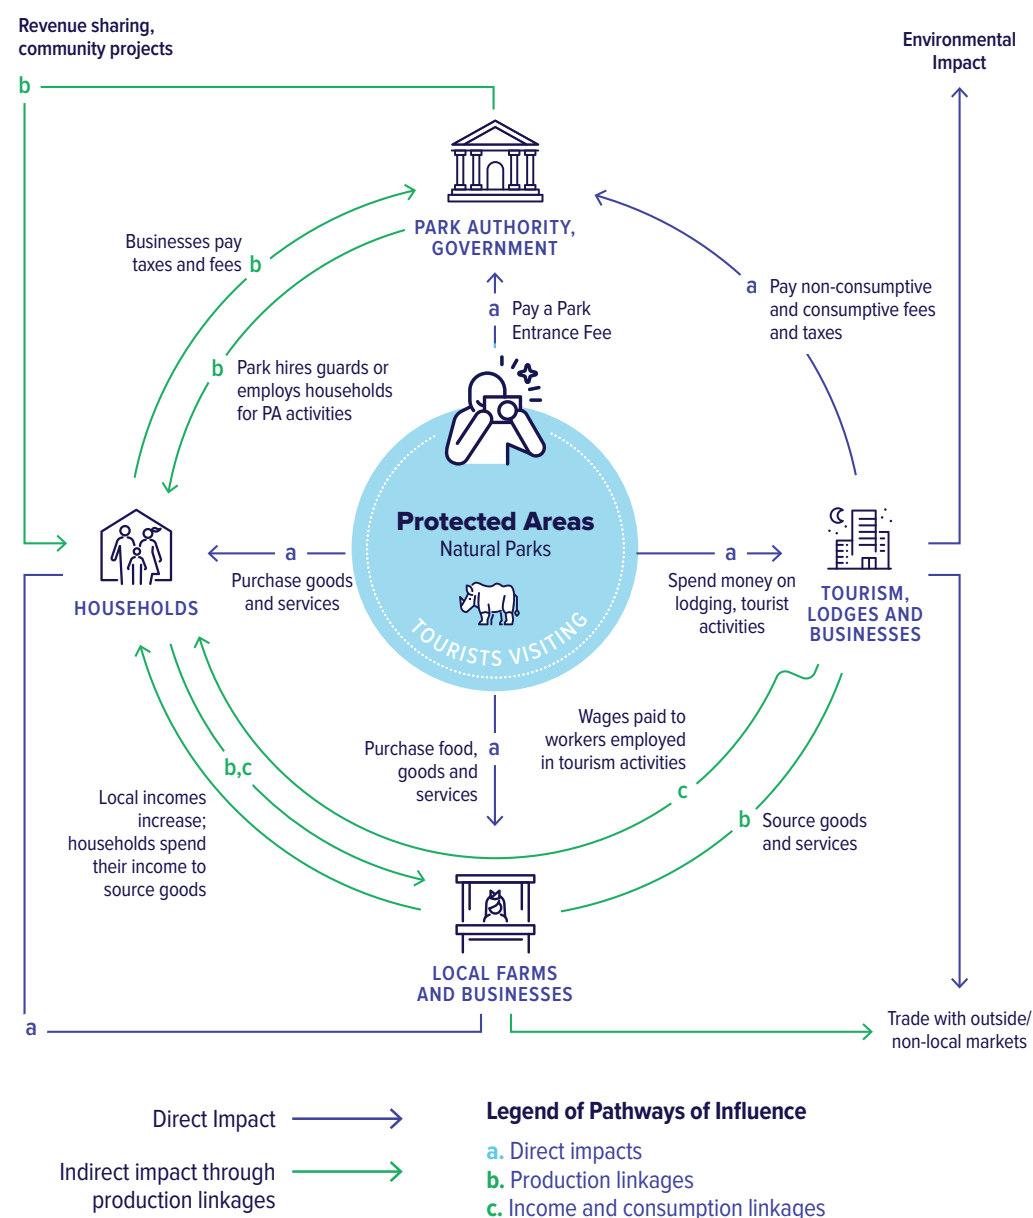 Revenue sharing,
community projects
Environmental
Impact
b
PARK AUTHORITY,
GOVERNMENT
Businesses pay
taxes and fees b
a Pay a Park
Entrance Fee
a Pay non-consumptive
and consumptive fees
and taxes
b Park hires guards or
employs households
for PA activities
Protected Areas
Natural Parks
TOURISTS VISITING
a
Purchase goods
and services
HOUSEHOLDS
a
Spend money on
lodging, tourist
activities
TOURISM,
LODGES AND
BUSINESSES
Purchase food,
goods and
services
a
Wages paid to
workers employed
in tourism activities
c
b Source goods
and services
b,c
Local incomes
increase;
households spend
their income to
source goods
LOCAL FARMS
AND BUSINESSES
a
Trade with outside/
non-local markets
Direct Impact
Indirect impact through
production linkages
Legend of Pathways of Influence
a. Direct impacts
b. Production linkages
c. Income and consumption linkages